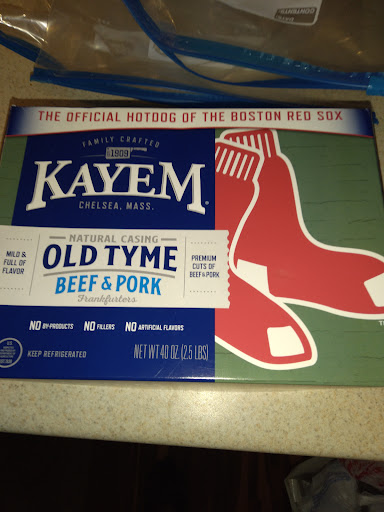 THE OFFICIAL HOTDOG OF THE BOSTON RED SOX
FAMILY CRAFTED
1909
KAYEM
CHELSEA, MASS.
NATURAL CASING
OLD TYME
BEEF & PORK
Frankfurters
MILD &
FULL OF
FLAVOR
PREMIUM
CUTS OF
BEEF & PORK
NO BY-PRODUCTS NO FILLERS NO ARTIFICIAL FLAVORS
KEEP REFRIGERATED
NET WT 40 OZ. (2.5 LBS)